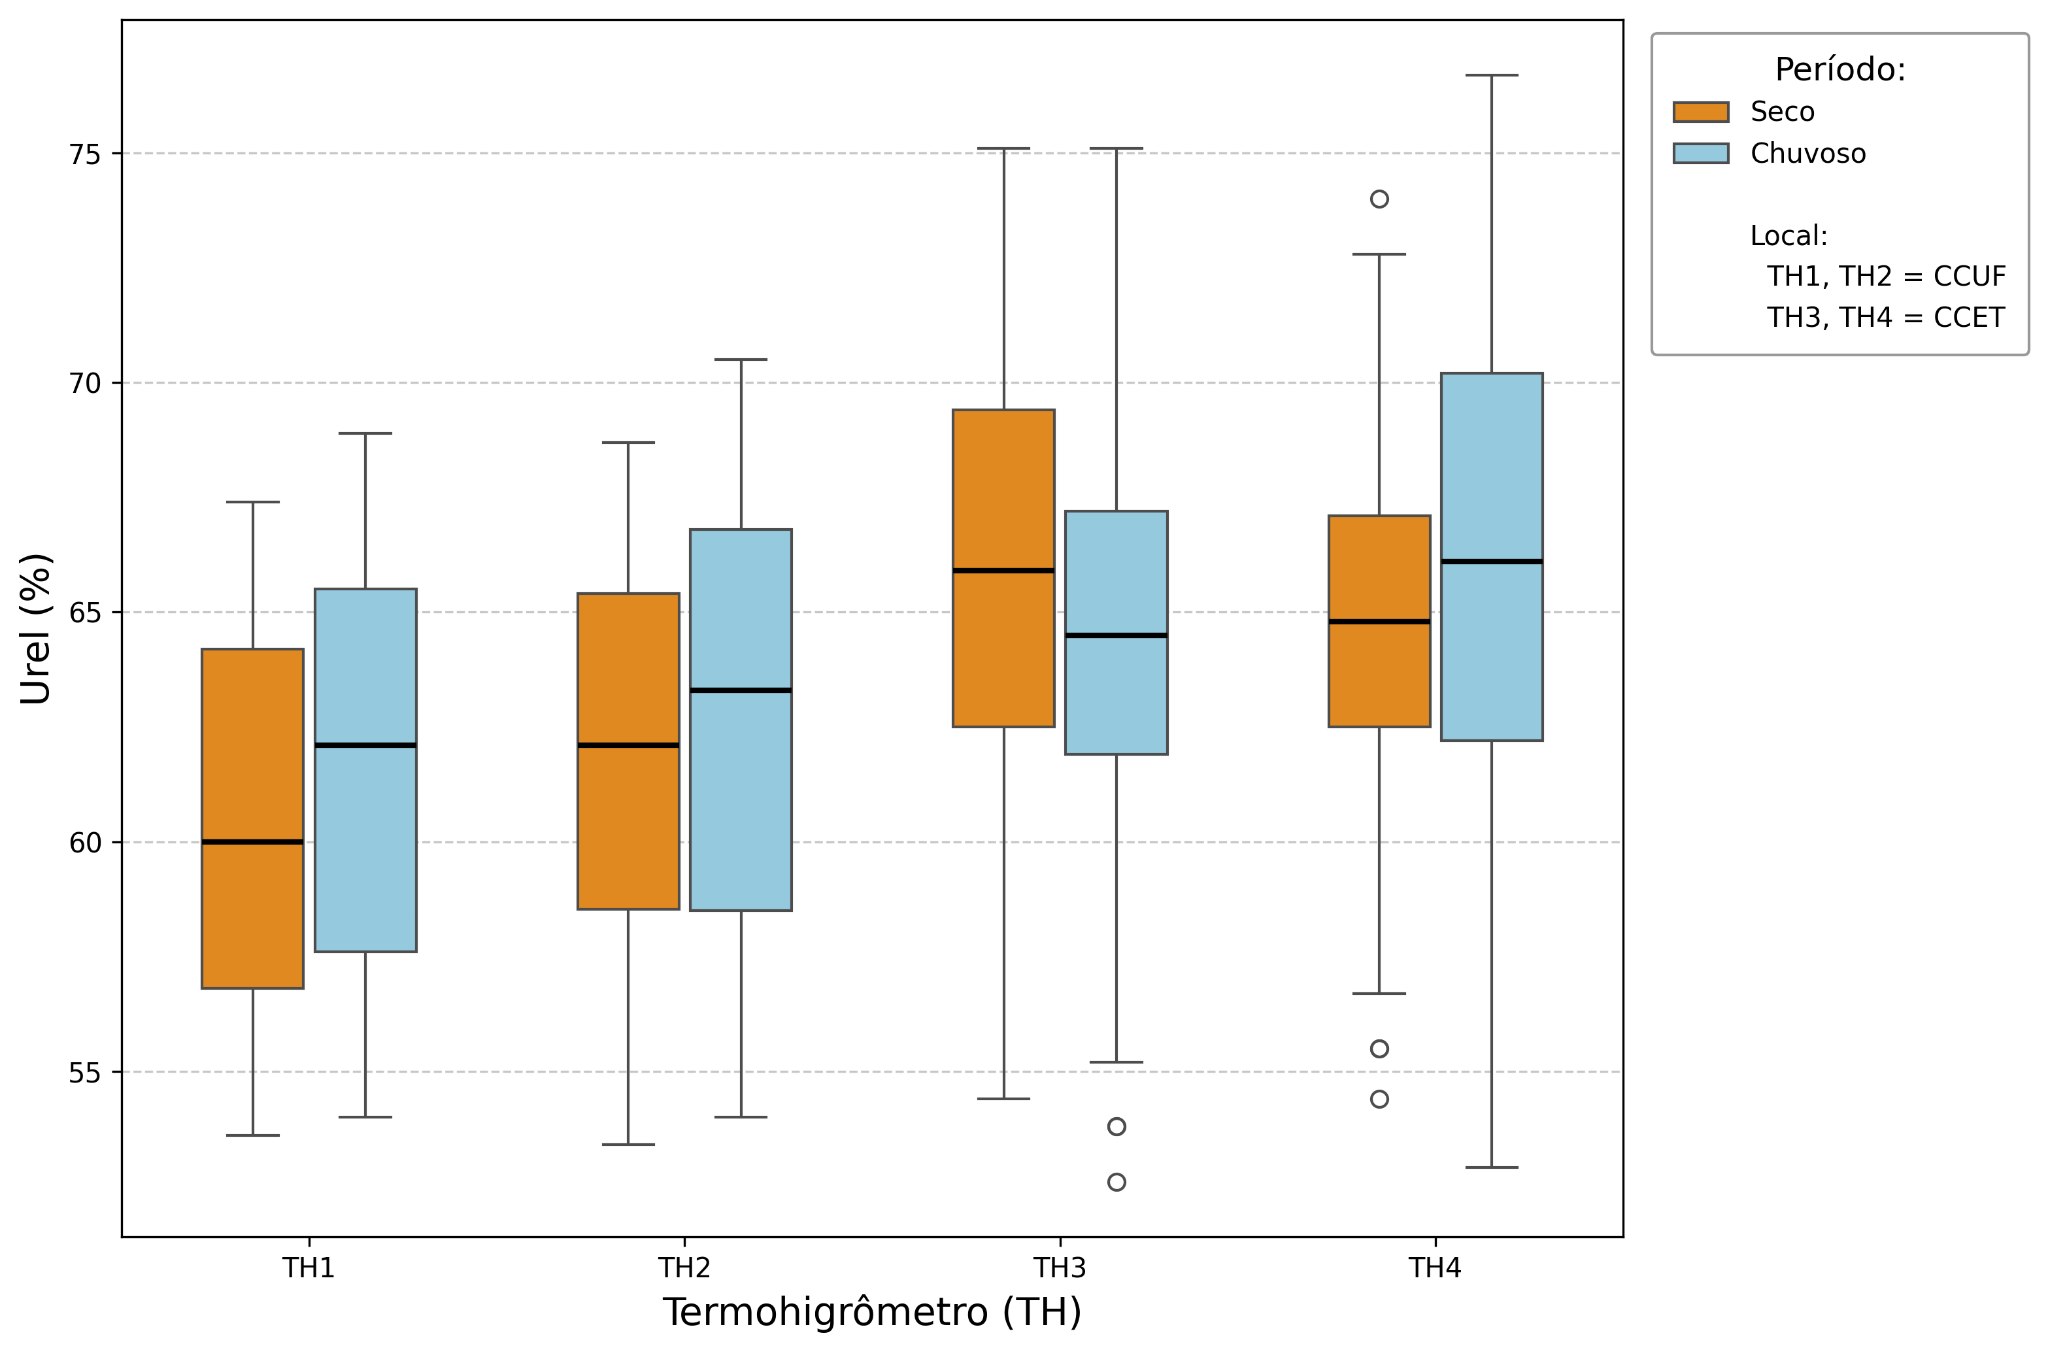 Urel (%)
75
70
65
60
55
TH1
TH2
TH3
TH4
Termohigrômetro (TH)
Período:
Seco
Chuvoso
Local:
TH1, TH2 = CCUF
TH3, TH4 = CCET